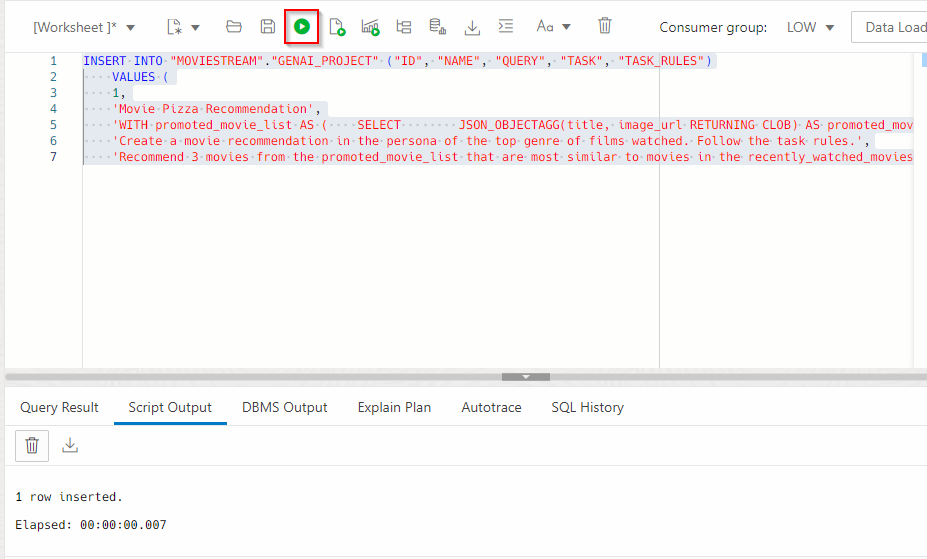 [Worksheet ]* Aa Consumer group: LOW Data Load
1 INSERT INTO "MOVIESTREAM"."GENAI_PROJECT" ("ID", "NAME", "QUERY", "TASK", "TASK_RULES")
2 ····VALUES (
3 ····1,
4 ····'Movie·Pizza·Recommendation',
5 ····'WITH·promoted_movie_list·AS·(····SELECT········JSON_OBJECTAGG(title,·image_url·RETURNING·CLOB)·AS·promoted_mov
6 ····'Create·a·movie·recommendation·in·the·persona·of·the·top·genre·of·films·watched.·Follow·the·task·rules.',
7 ····'Recommend·3·movies·from·the·promoted_movie_list·that·are·most·similar·to·movies·in·the·recently_watched_movies
Query Result Script Output DBMS Output Explain Plan Autotrace SQL History
1 row inserted.
Elapsed: 00:00:00.007